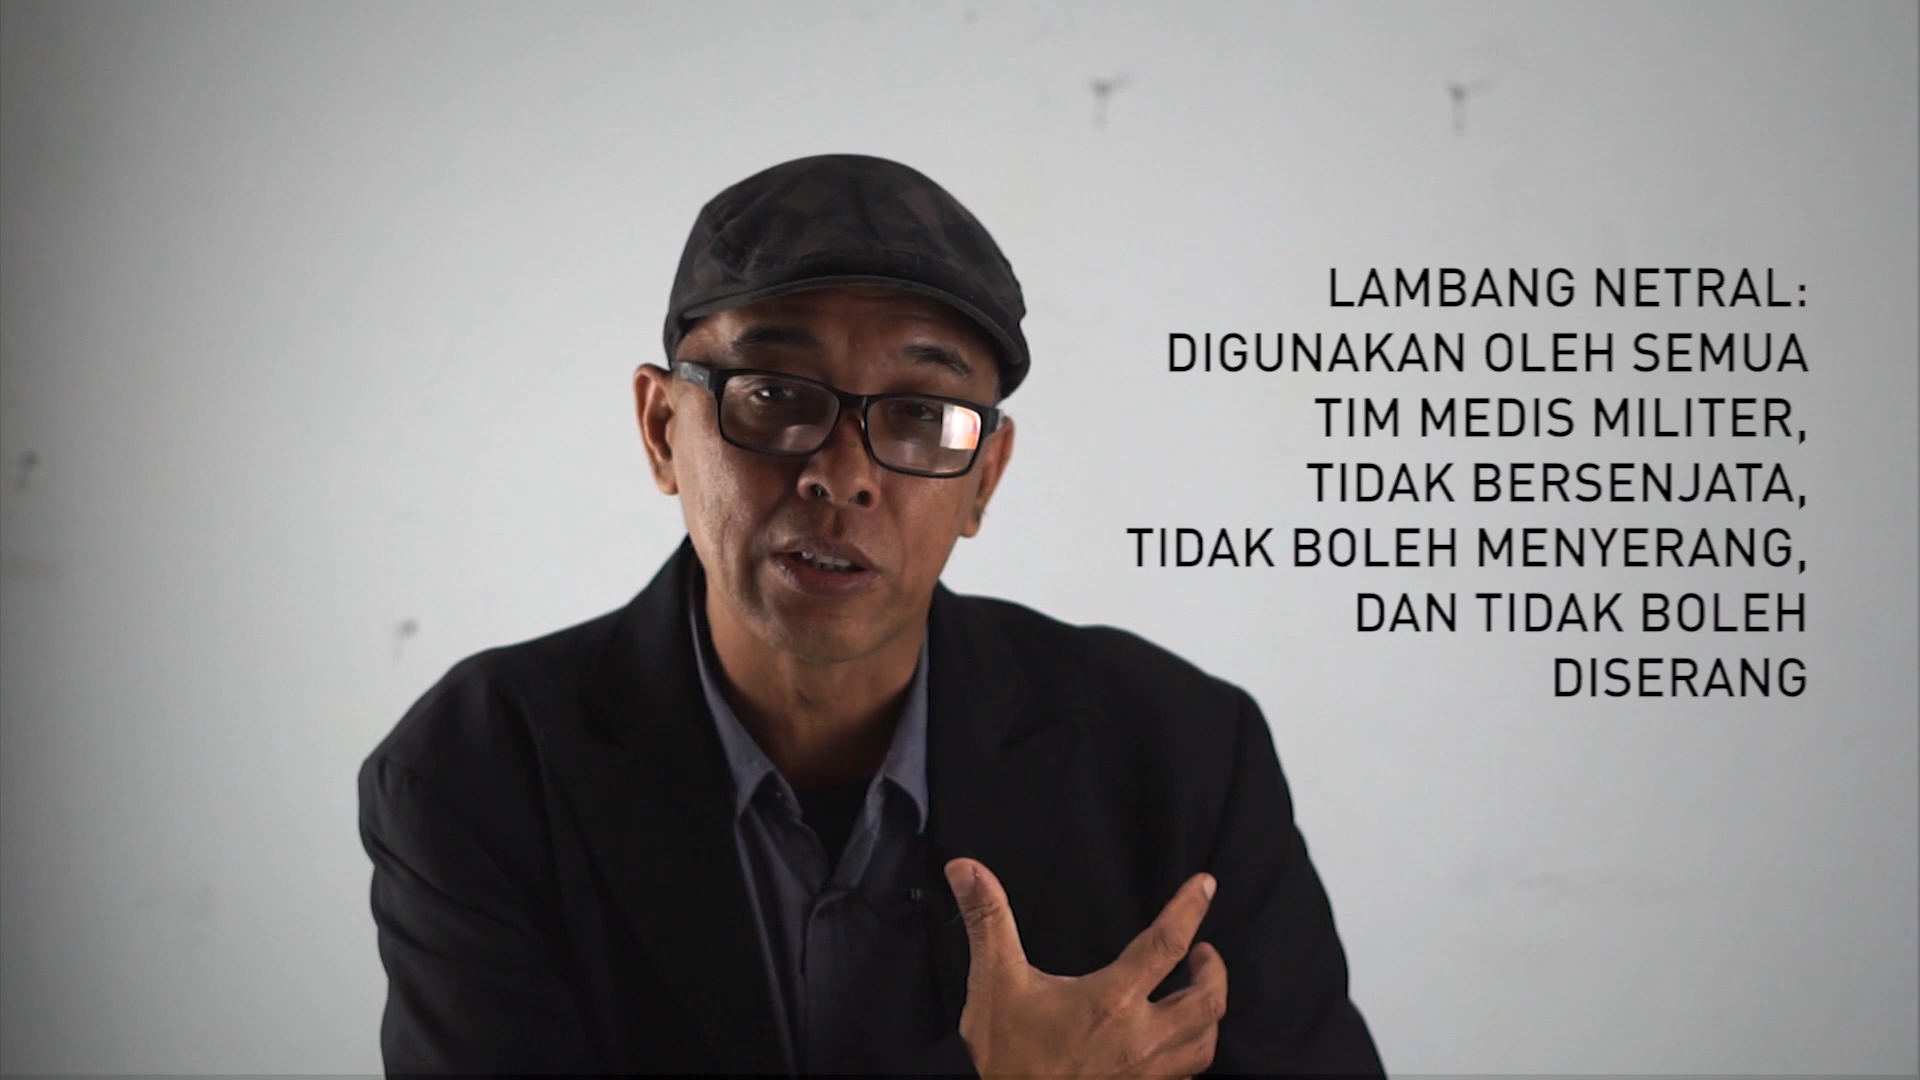 LAMBANG NETRAL:
DIGUNAKAN OLEH SEMUA
TIM MEDIS MILITER,
TIDAK BERSENJATA,
TIDAK BOLEH MENYERANG,
DAN TIDAK BOLEH
DISERANG